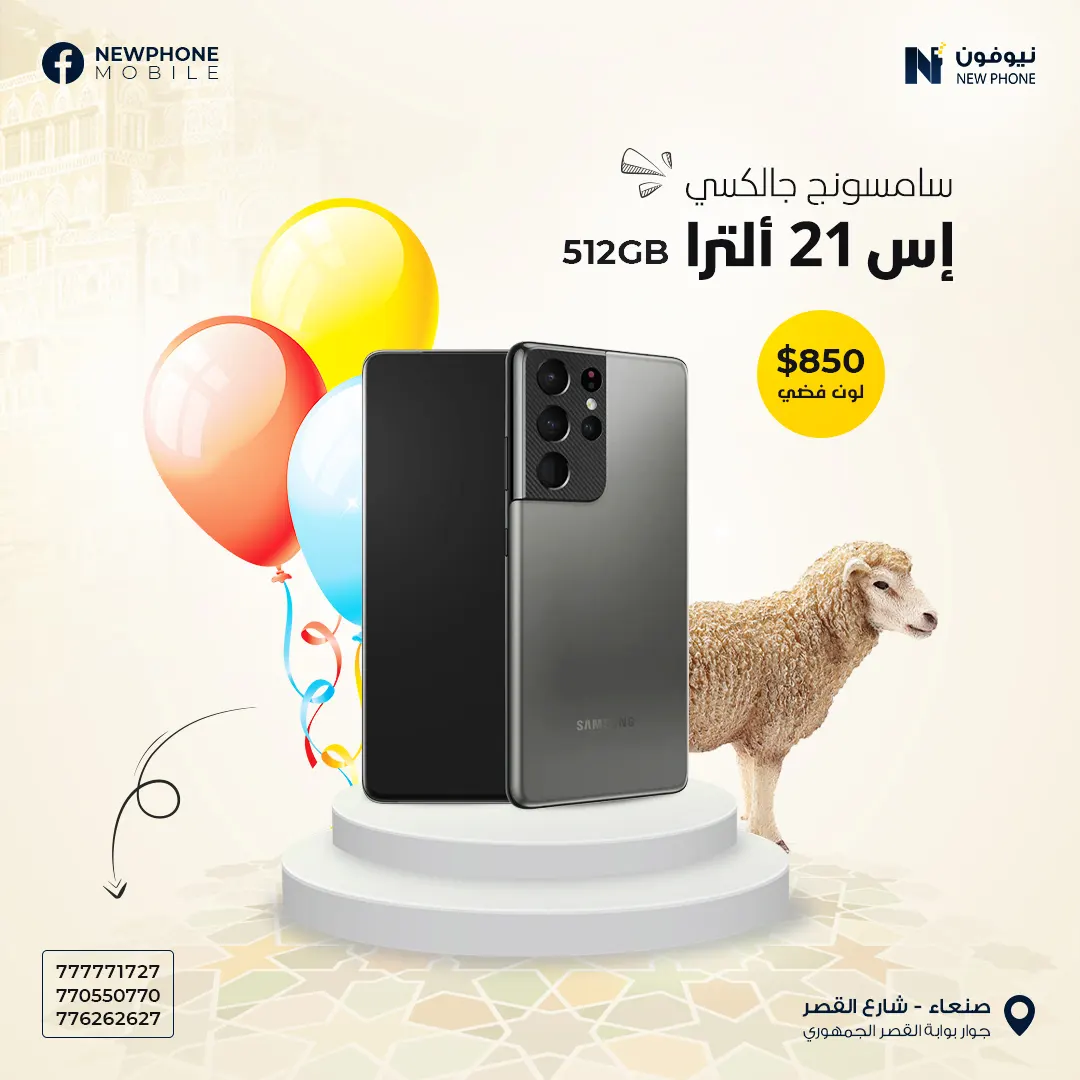 NEWPHONE
MOBILE
نيوفون
NEW PHONE
سامسونج جالكسي
إس 21 ألترا 512GB
$850
لوت فضي
SAMSUNG
777771727
770550770
776262627
صنعاء - شارع القصر
جوار بوابة القصر الجمهوري